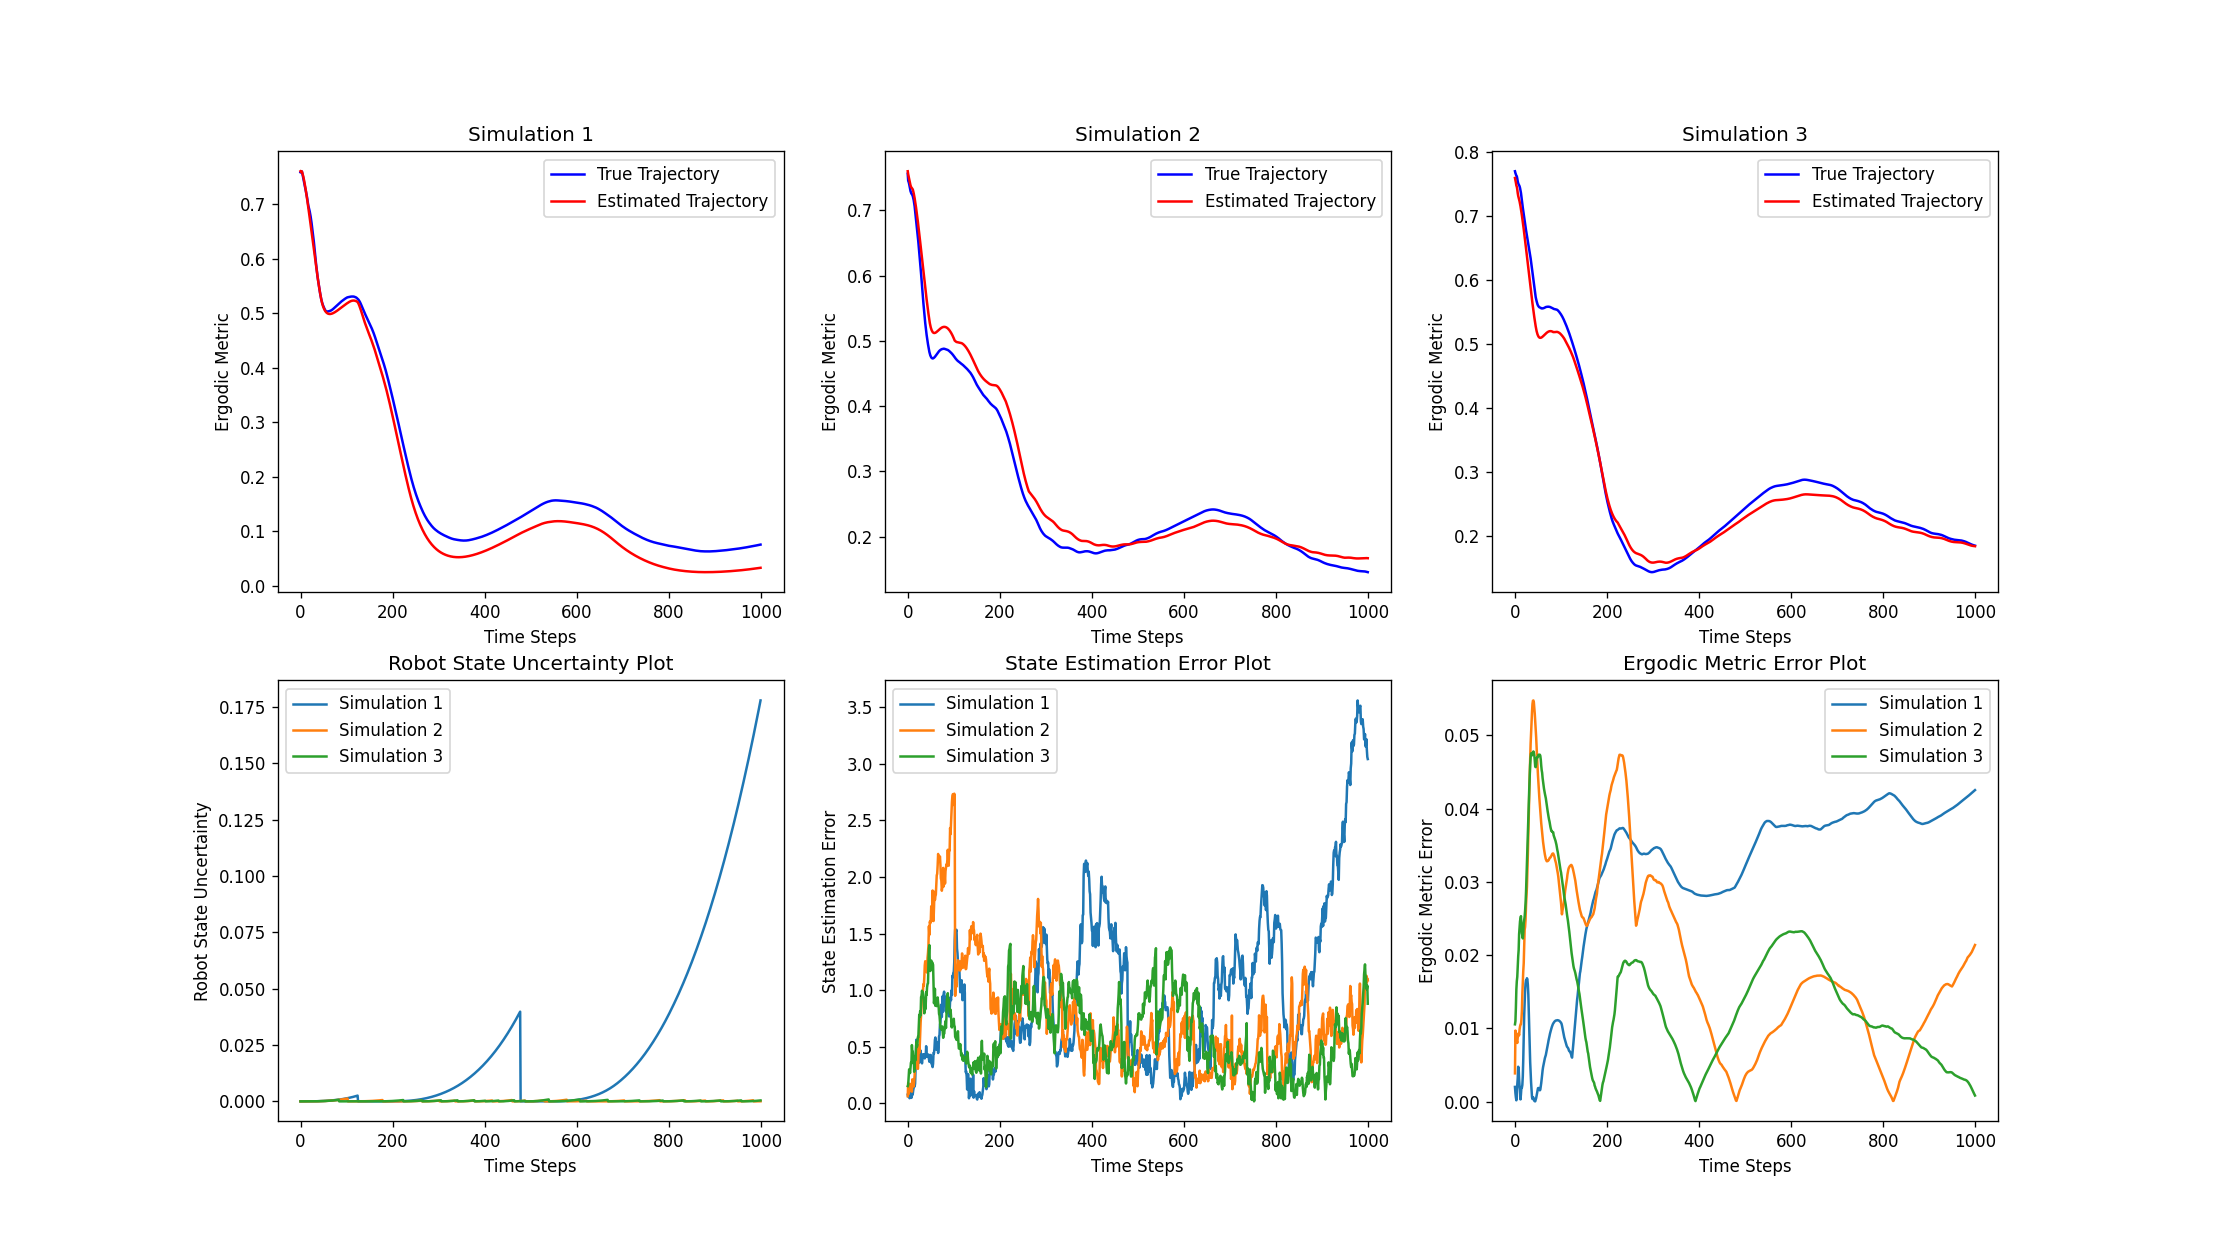 Simulation 1
True Trajectory
Estimated Trajectory
Ergodic Metric
0.7
0.6
0.5
0.4
0.3
0.2
0.1
0.0
0 200 400 600 800 1000
Time Steps
Simulation 2
True Trajectory
Estimated Trajectory
Ergodic Metric
0.7
0.6
0.5
0.4
0.3
0.2
0 200 400 600 800 1000
Time Steps
Simulation 3
True Trajectory
Estimated Trajectory
Ergodic Metric
0.8
0.7
0.6
0.5
0.4
0.3
0.2
0 200 400 600 800 1000
Time Steps
Robot State Uncertainty Plot
Simulation 1
Simulation 2
Simulation 3
Robot State Uncertainty
0.175
0.150
0.125
0.100
0.075
0.050
0.025
0.000
0 200 400 600 800 1000
Time Steps
State Estimation Error Plot
Simulation 1
Simulation 2
Simulation 3
State Estimation Error
3.5
3.0
2.5
2.0
1.5
1.0
0.5
0.0
0 200 400 600 800 1000
Time Steps
Ergodic Metric Error Plot
Simulation 1
Simulation 2
Simulation 3
Ergodic Metric Error
0.05
0.04
0.03
0.02
0.01
0.00
0 200 400 600 800 1000
Time Steps